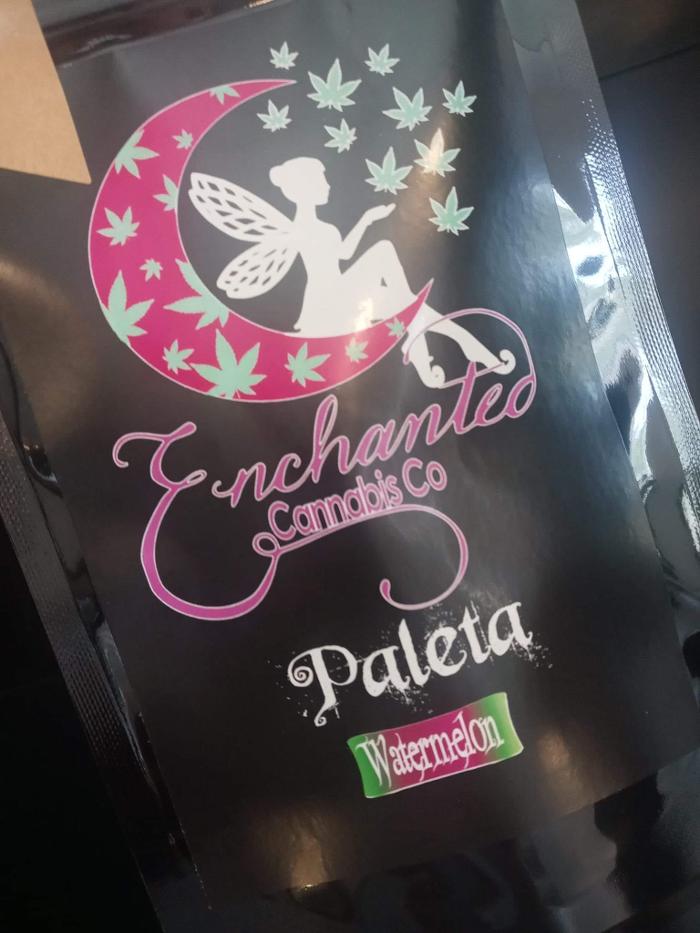 Enchanted
Cannabis Co
Paleta
Watermelon